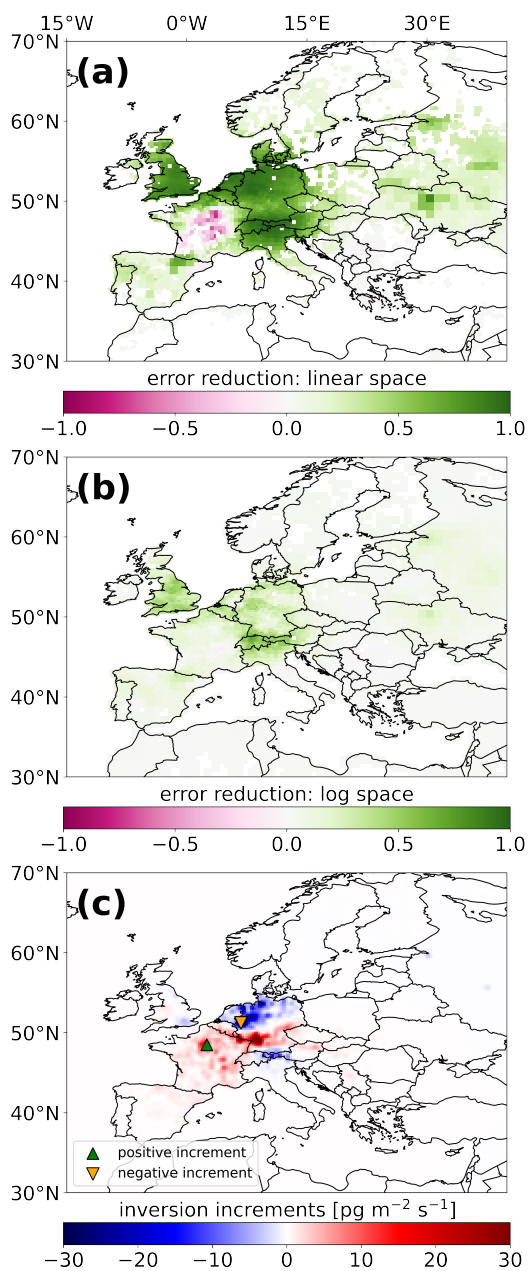 15°W 0°W 15°E 30°E
70°N
(a)
60°N
50°N
40°N
30°N
error reduction: linear space
−1.0 −0.5 0.0 0.5 1.0
70°N
(b)
60°N
50°N
40°N
30°N
error reduction: log space
−1.0 −0.5 0.0 0.5 1.0
70°N
(c)
60°N
50°N
40°N
positive increment
negative increment
30°N
inversion increments [pg m⁻² s⁻¹]
−30 −20 −10 0 10 20 30